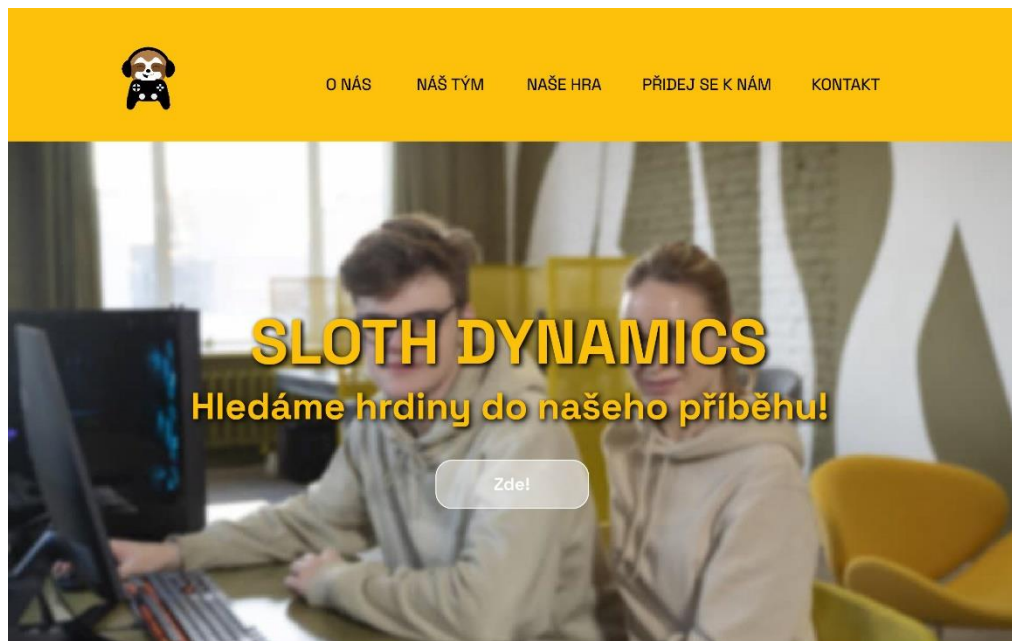 O NÁS NÁŠ TÝM NAŠE HRA PŘIDEJ SE K NÁM KONTAKT
SLOTH DYNAMICS
Hledáme hrdiny do našeho příběhu!
Zde!